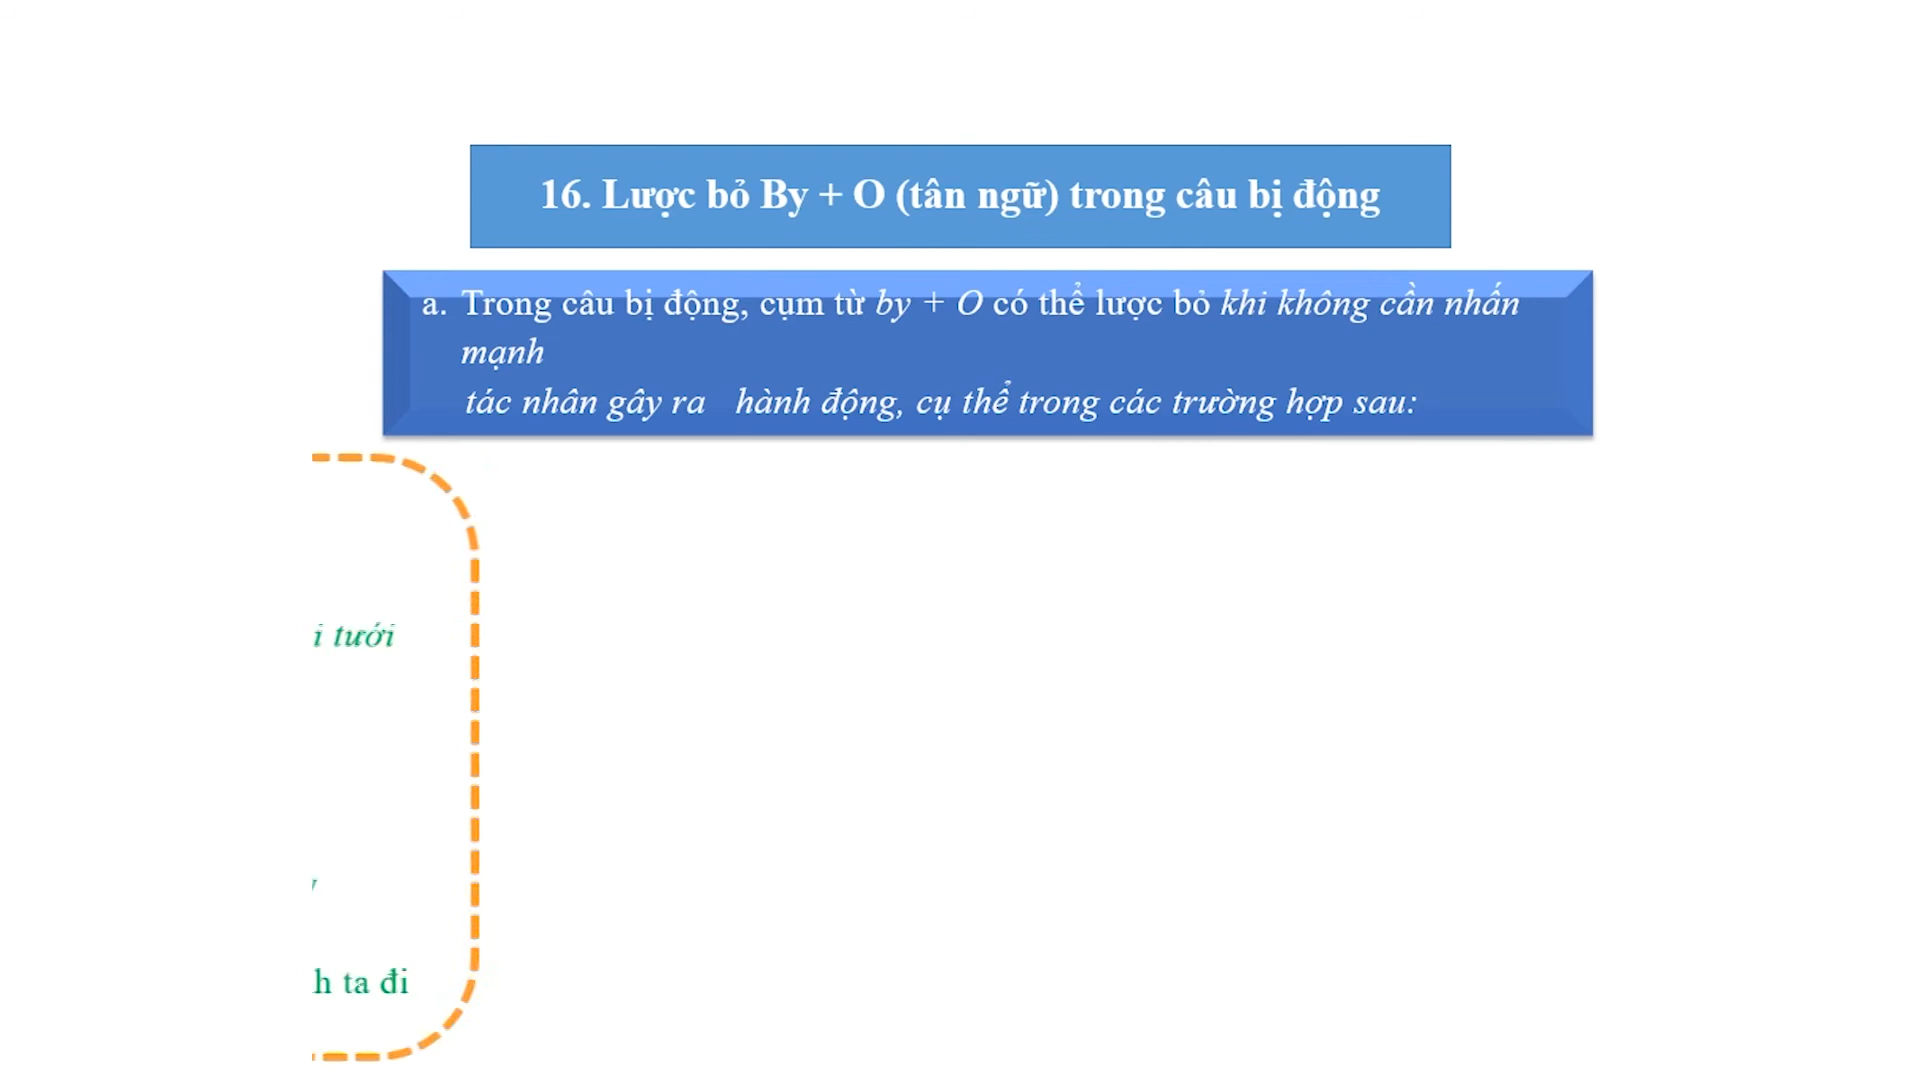 16. Lược bỏ By + O (tân ngữ) trong câu bị động
a. Trong câu bị động, cụm từ by + O có thể lược bỏ khi không cần nhấn
mạnh
tác nhân gây ra hành động, cụ thể trong các trường hợp sau:
i tưới
h ta đi